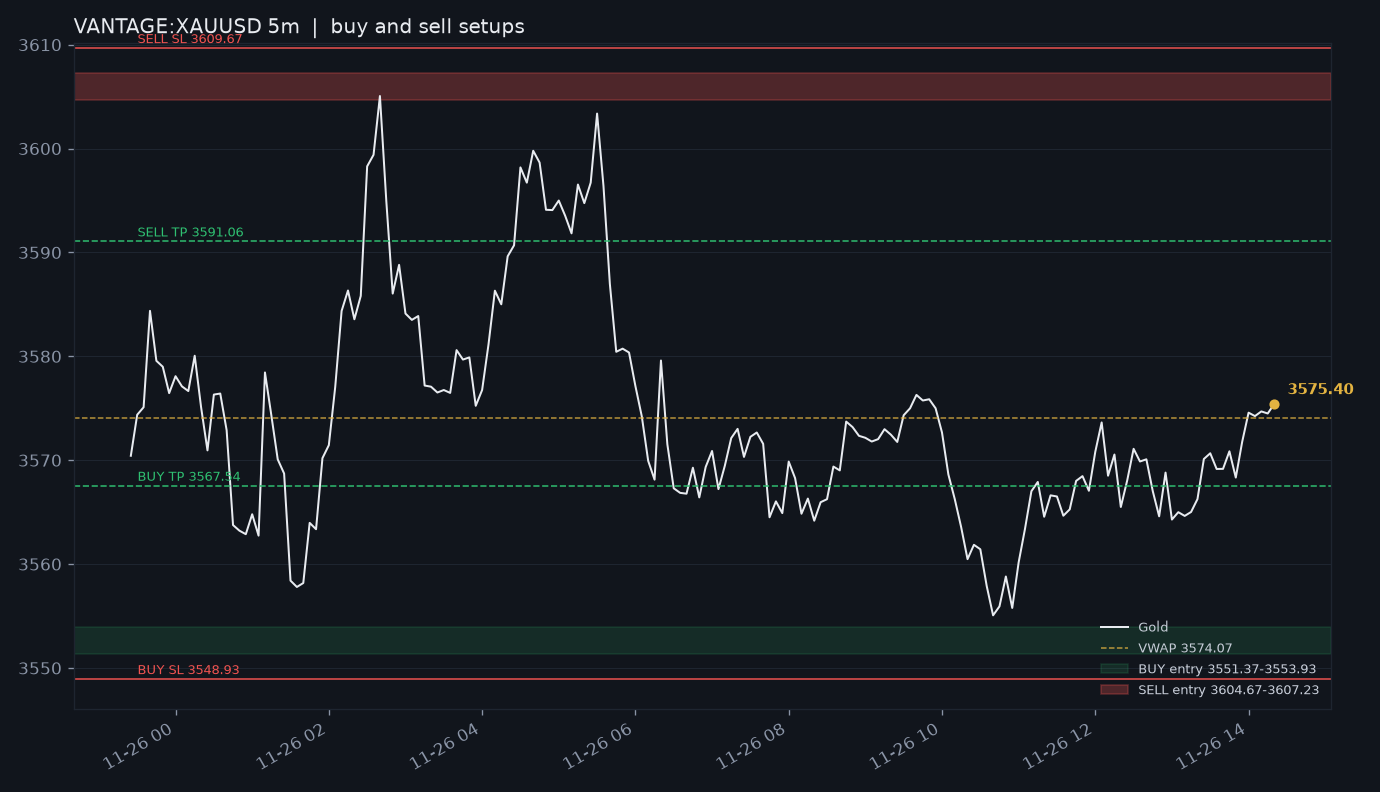 VANTAGE:XAUUSD 5m | buy and sell setups
SELL SL 3609.67
3610
3600
SELL TP 3591.06
3590
3580
3575.40
3570
BUY TP 3567.54
3560
3550
BUY SL 3548.93
Gold
VWAP 3574.07
BUY entry 3551.37-3553.93
SELL entry 3604.67-3607.23
11-26 00
11-26 02
11-26 04
11-26 06
11-26 08
11-26 10
11-26 12
11-26 14